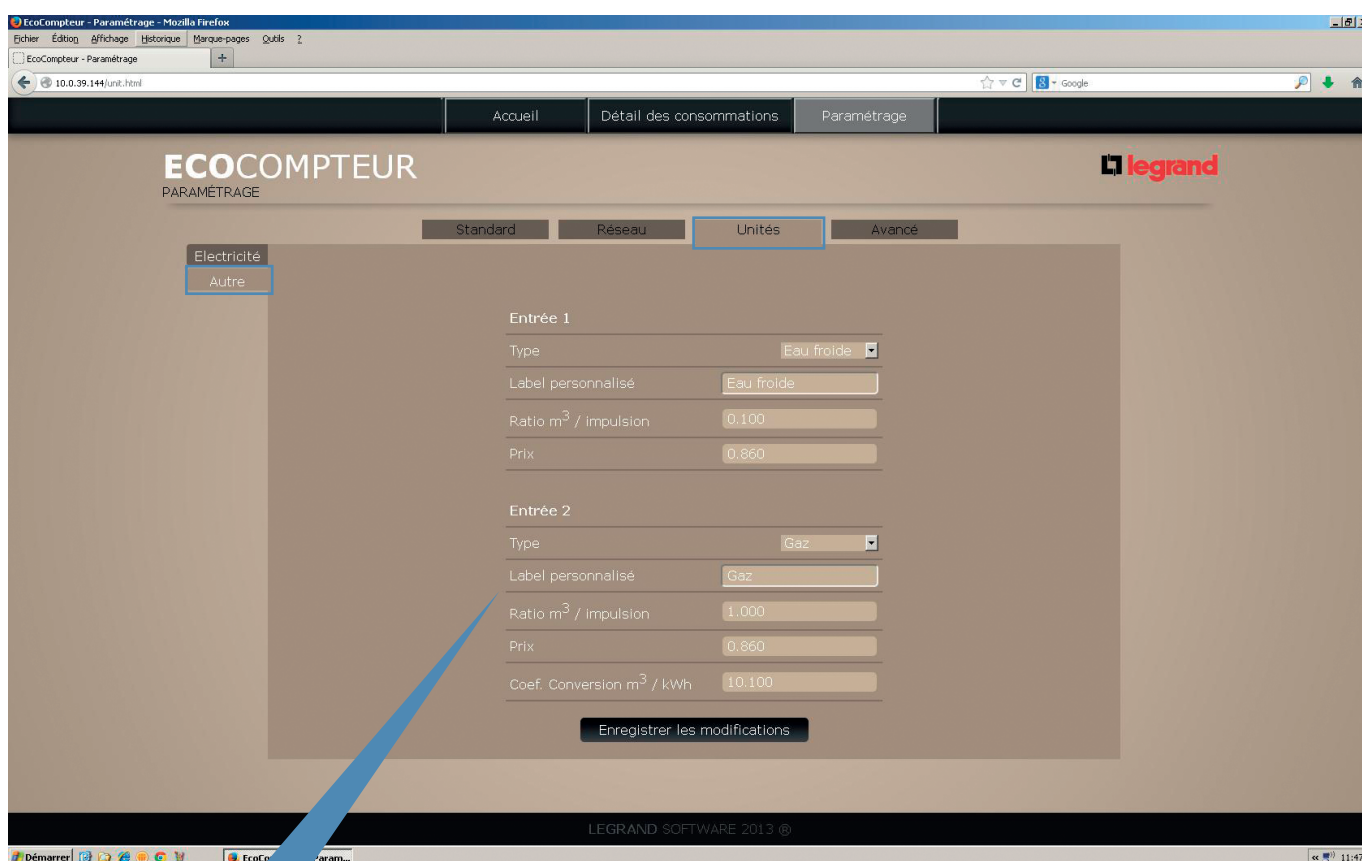 EcoCompteur - Paramétrage - Mozilla Firefox
Fichier Édition Affichage Historique Marque-pages Outils ?
EcoCompteur - Paramétrage +
10.0.39.144/unit.html
Google
Accueil Détail des consommations Paramétrage
ECOCOMPTEUR
legrand
PARAMÉTRAGE
Standard Réseau Unités Avancé
Electricité
Autre
Entrée 1
Type Eau froide
Label personnalisé Eau froide
Ratio m³ / impulsion 0.100
Prix 0.860
Entrée 2
Type Gaz
Label personnalisé Gaz
Ratio m³ / impulsion 1.000
Prix 0.860
Coef. Conversion m³ / kWh 10.100
Enregistrer les modifications
LEGRAND SOFTWARE 2013 ®
Démarrer
11:47